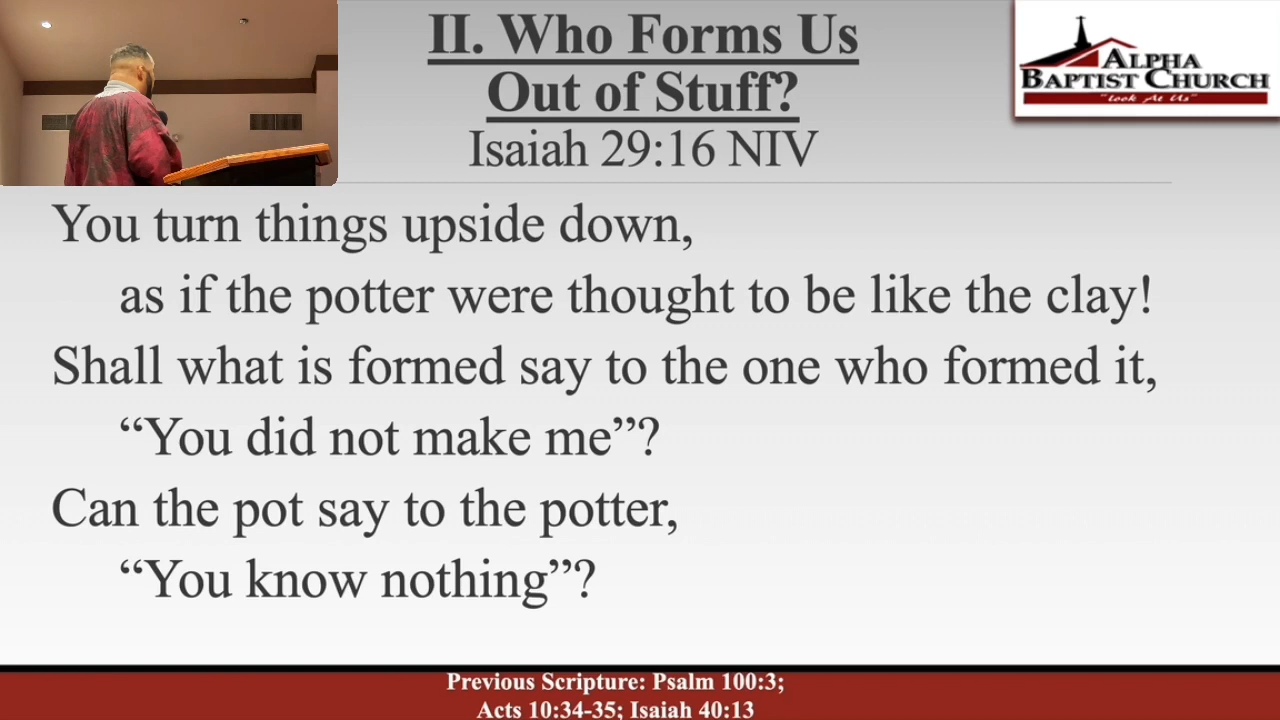 II. Who Forms Us
Out of Stuff?
Isaiah 29:16 NIV
ALPHA
BAPTIST CHURCH
"Look At Us"
You turn things upside down,
as if the potter were thought to be like the clay!
Shall what is formed say to the one who formed it,
“You did not make me”?
Can the pot say to the potter,
“You know nothing”?
Previous Scripture: Psalm 100:3;
Acts 10:34-35; Isaiah 40:13